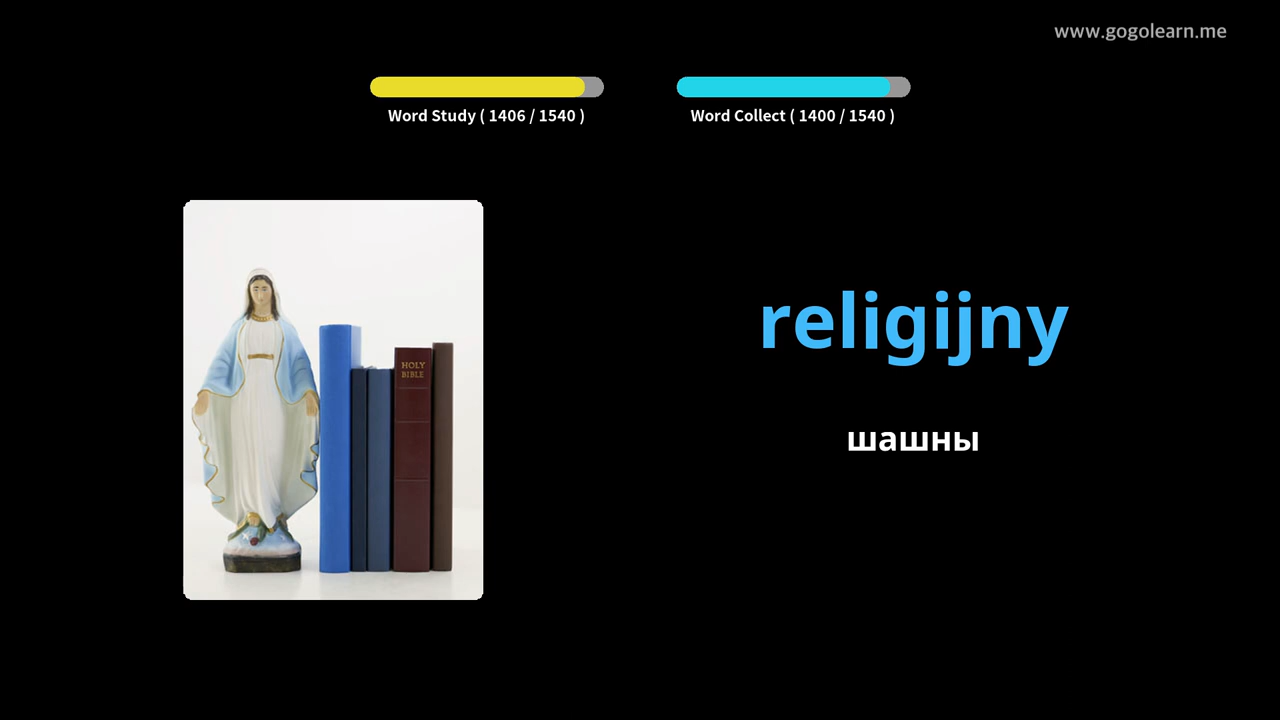 www.gogolearn.me
Word Study ( 1406 / 1540 )
Word Collect ( 1400 / 1540 )
HOLY
BIBLE
religijny
шашны